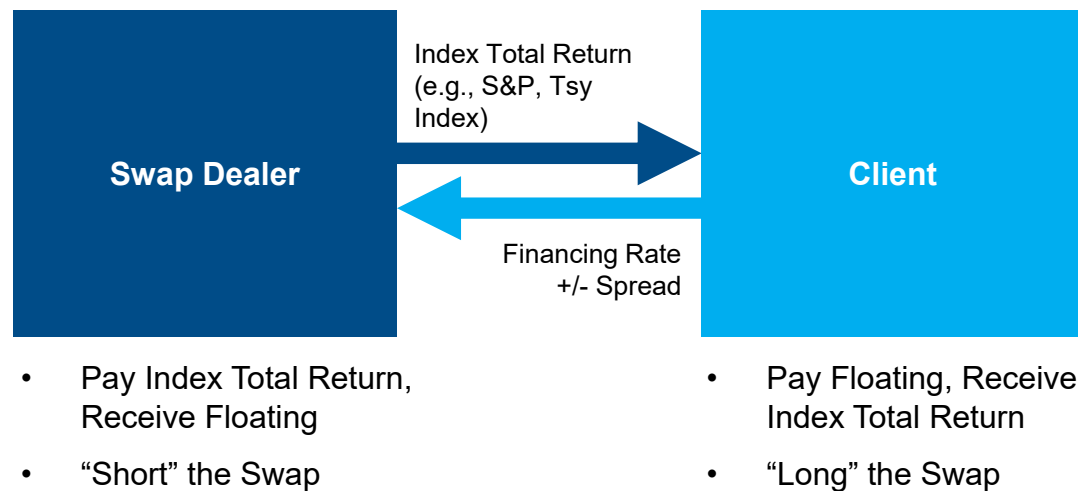 Index Total Return
(e.g., S&P, Tsy
Index)
Swap Dealer
Client
Financing Rate
+/- Spread
• Pay Index Total Return,
Receive Floating
• “Short” the Swap
• Pay Floating, Receive
Index Total Return
• “Long” the Swap